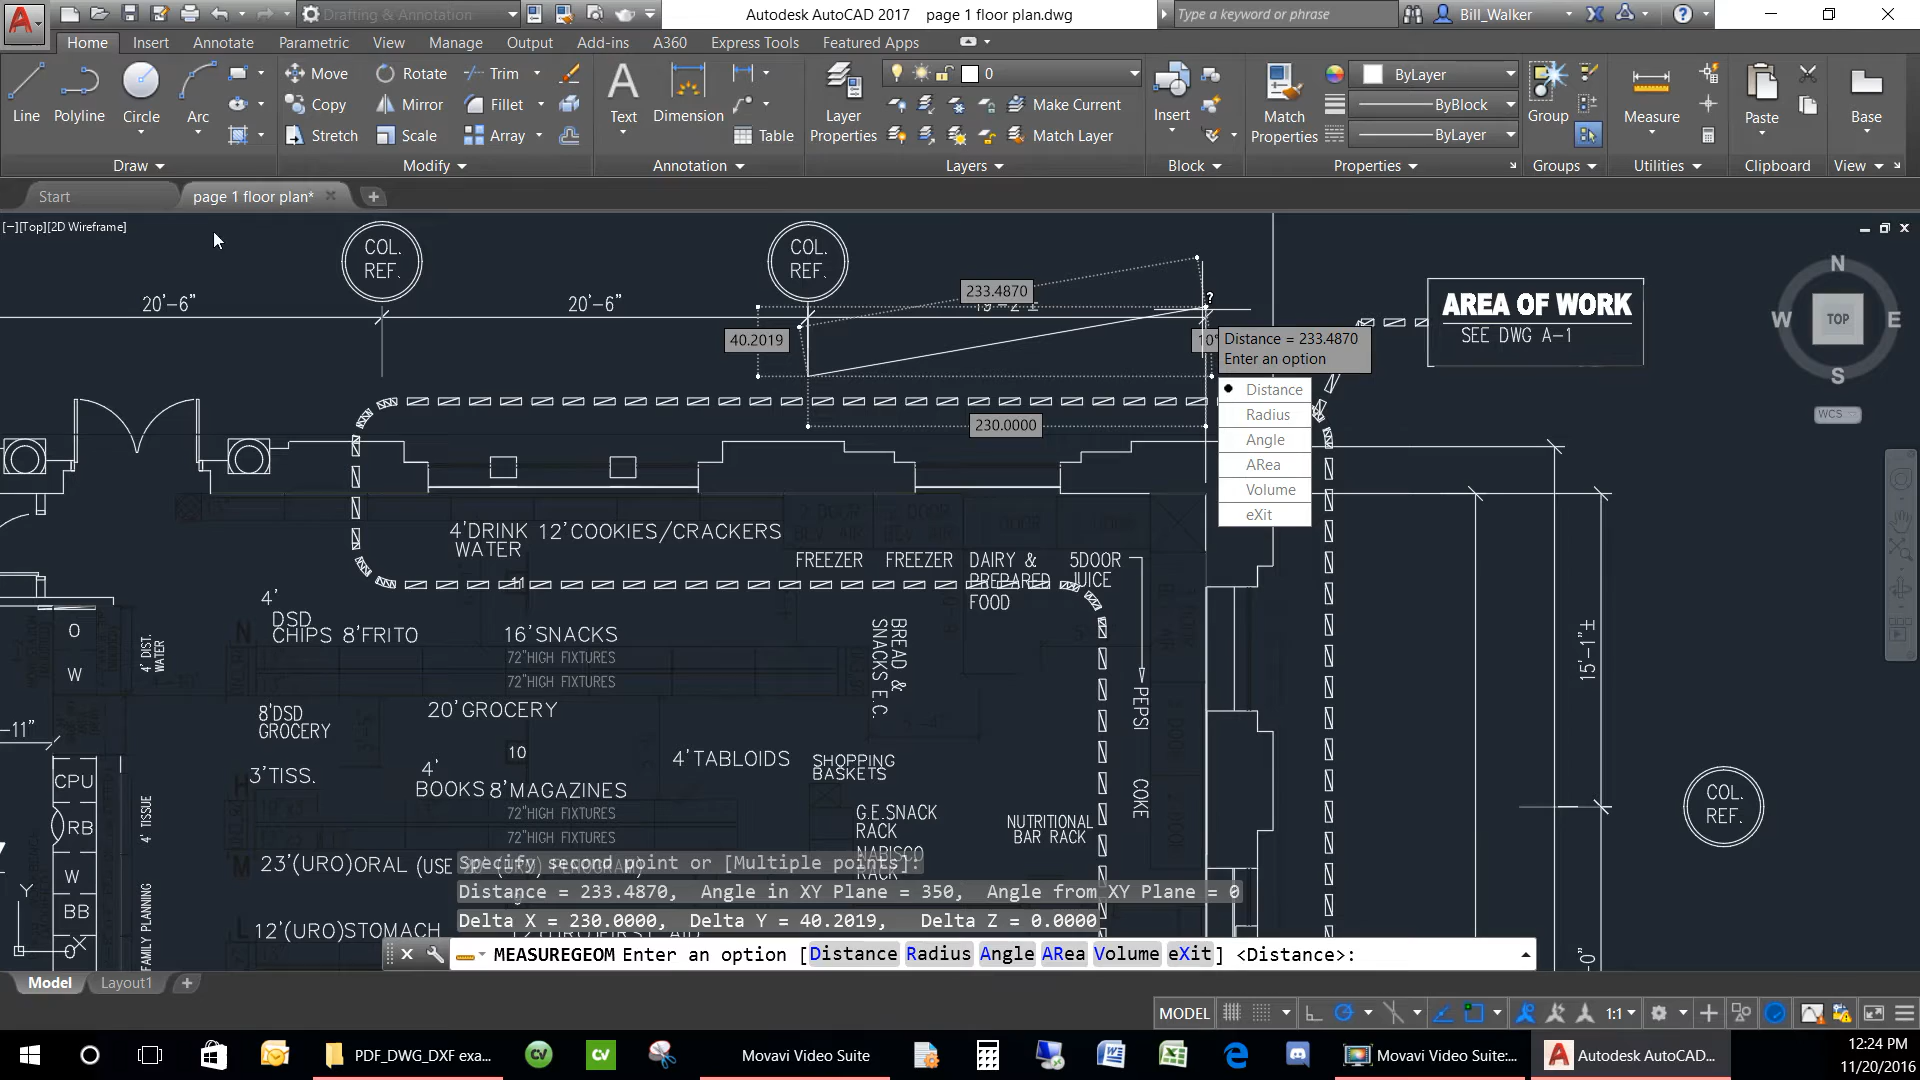 Drafting & Annotation
Autodesk AutoCAD 2017 page 1 floor plan.dwg
Type a keyword or phrase
Bill_Walker
Home Insert Annotate Parametric View Manage Output Add-ins A360 Express Tools Featured Apps
Line Polyline Circle Arc
Move Rotate Trim
Copy Mirror Fillet
Stretch Scale Array
Text Dimension Table
Layer Properties
0
Make Current
Match Layer
Insert
Match Properties
ByLayer
ByBlock
ByLayer
Group
Measure
Paste
Base
Draw Modify Annotation Layers Block Properties Groups Utilities Clipboard View
Start
page 1 floor plan*
[−][Top][2D Wireframe]
COL.
REF.
COL.
REF.
20'-6"
20'-6"
233.4870
40.2019
230.0000
Distance = 233.4870
Enter an option
Distance
Radius
Angle
ARea
Volume
eXit
AREA OF WORK
SEE DWG A-1
N
W TOP E
S
WCS
4'DRINK
WATER
12'COOKIES/CRACKERS
FREEZER
FREEZER
DAIRY &
PREPARED
FOOD
5DOOR
JUICE
11
4'
DSD
CHIPS 8'FRITO
16'SNACKS
72"HIGH FIXTURES
72"HIGH FIXTURES
BREAD &
SNACKS E.C.
4' DIST.
WATER
O
W
PEPSI
15'-1"±
8'DSD
GROCERY
20'GROCERY
-11"
10
4'TABLOIDS
SHOPPING
BASKETS
3'TISS.
4'
BOOKS 8'MAGAZINES
72"HIGH FIXTURES
72"HIGH FIXTURES
CPU
RB
W
BB
O
4' TISSUE
FAMILY PLANNING
G.E.SNACK
RACK
NABISCO
NUTRITIONAL
BAR RACK
COKE
COL.
REF.
23'(URO)ORAL (USE
12'(URO)STOMACH
Y
X
Specify second point or [Multiple points]:
Distance = 233.4870, Angle in XY Plane = 350, Angle from XY Plane = 0
Delta X = 230.0000, Delta Y = 40.2019, Delta Z = 0.0000
MEASUREGEOM Enter an option [Distance Radius Angle ARea Volume eXit] <Distance>:
Model Layout1
MODEL 1:1
PDF_DWG_DXF exa...
Movavi Video Suite
Movavi Video Suite:...
Autodesk AutoCAD...
12:24 PM
11/20/2016